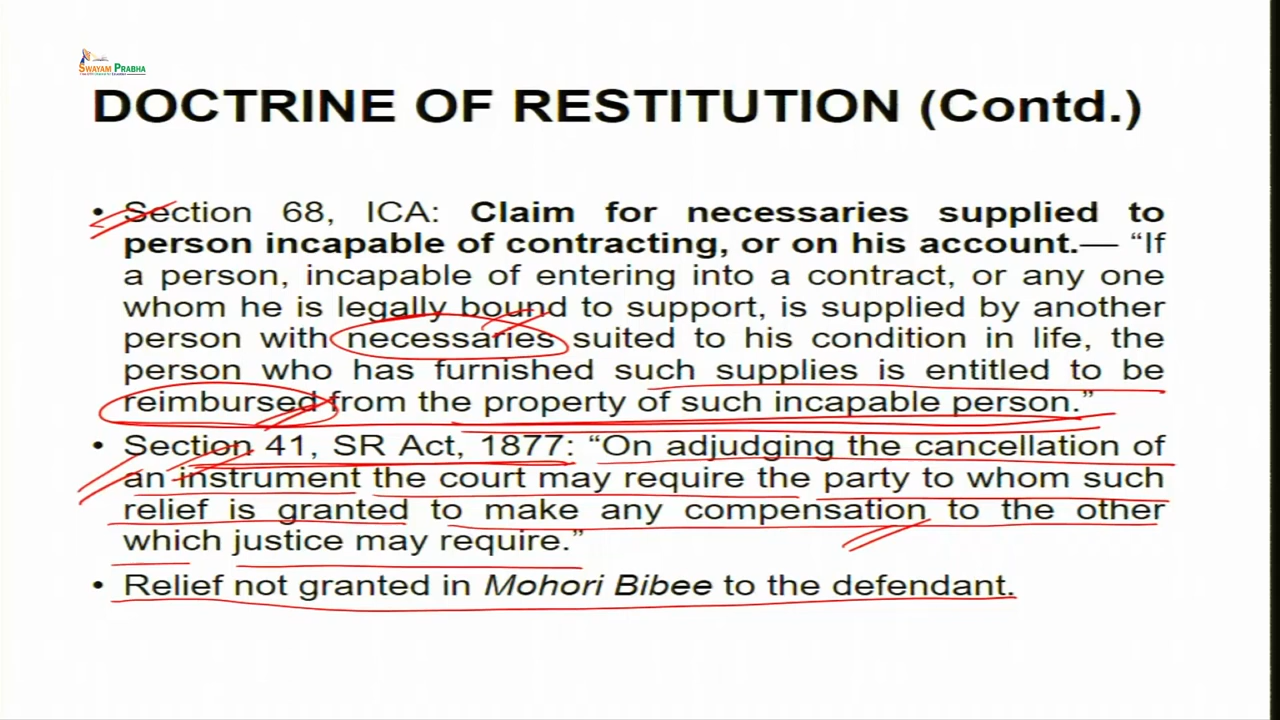 SWAYAM PRABHA
DOCTRINE OF RESTITUTION (Contd.)
• Section 68, ICA: Claim for necessaries supplied to
person incapable of contracting, or on his account.— “If
a person, incapable of entering into a contract, or any one
whom he is legally bound to support, is supplied by another
person with necessaries suited to his condition in life, the
person who has furnished such supplies is entitled to be
reimbursed from the property of such incapable person.”
• Section 41, SR Act, 1877: “On adjudging the cancellation of
an instrument the court may require the party to whom such
relief is granted to make any compensation to the other
which justice may require.”
• Relief not granted in Mohori Bibee to the defendant.